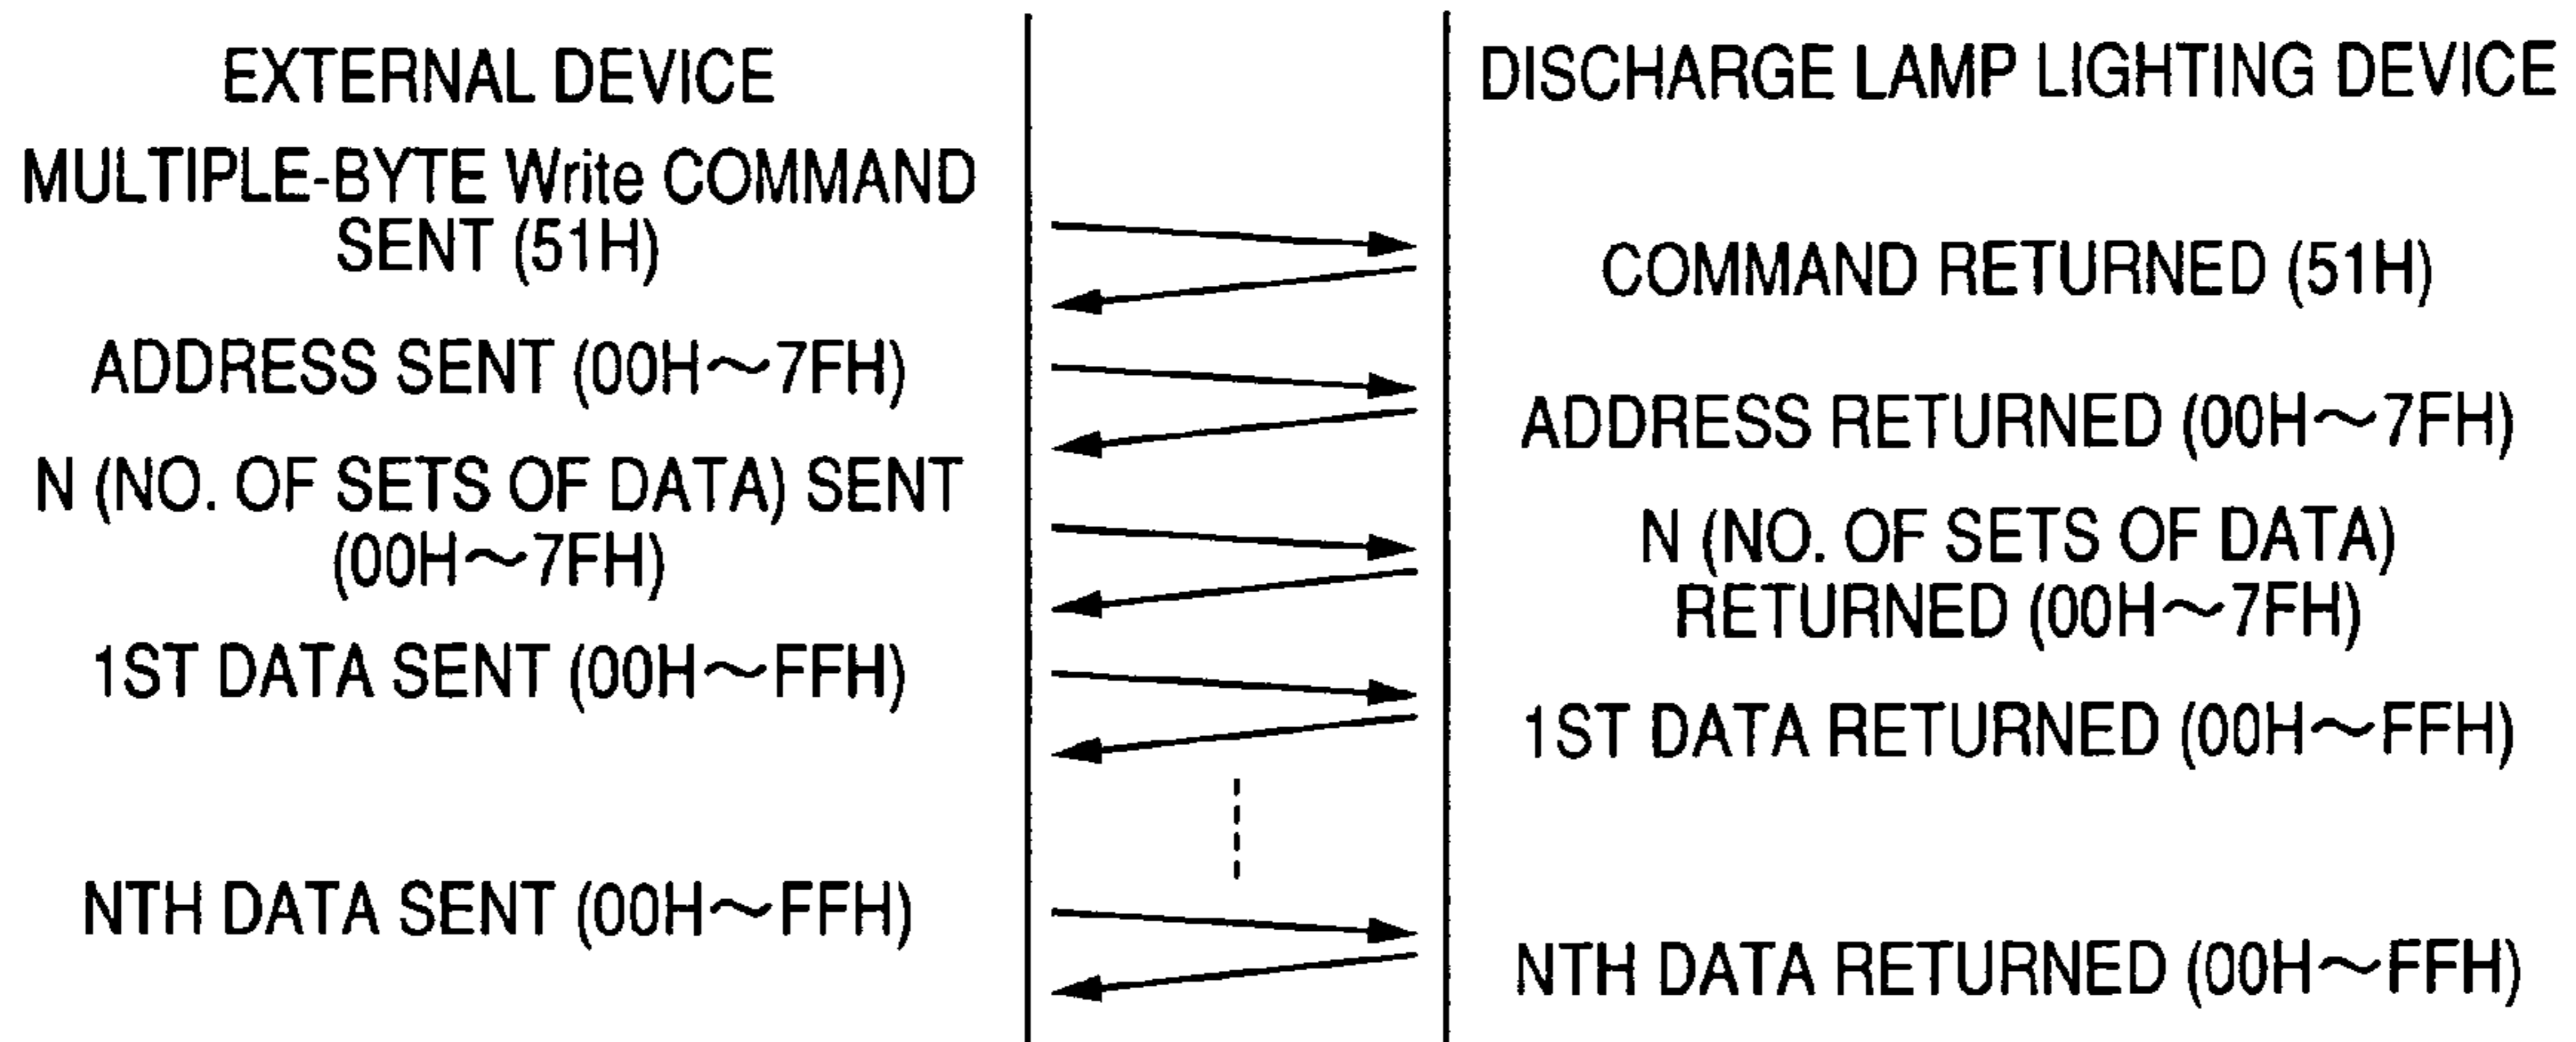 EXTERNAL DEVICE
DISCHARGE LAMP LIGHTING DEVICE
MULTIPLE-BYTE Write COMMAND
SENT (51H)
COMMAND RETURNED (51H)
ADDRESS SENT (00H～7FH)
ADDRESS RETURNED (00H～7FH)
N (NO. OF SETS OF DATA) SENT
(00H～7FH)
N (NO. OF SETS OF DATA)
RETURNED (00H～7FH)
1ST DATA SENT (00H～FFH)
1ST DATA RETURNED (00H～FFH)
NTH DATA SENT (00H～FFH)
NTH DATA RETURNED (00H～FFH)